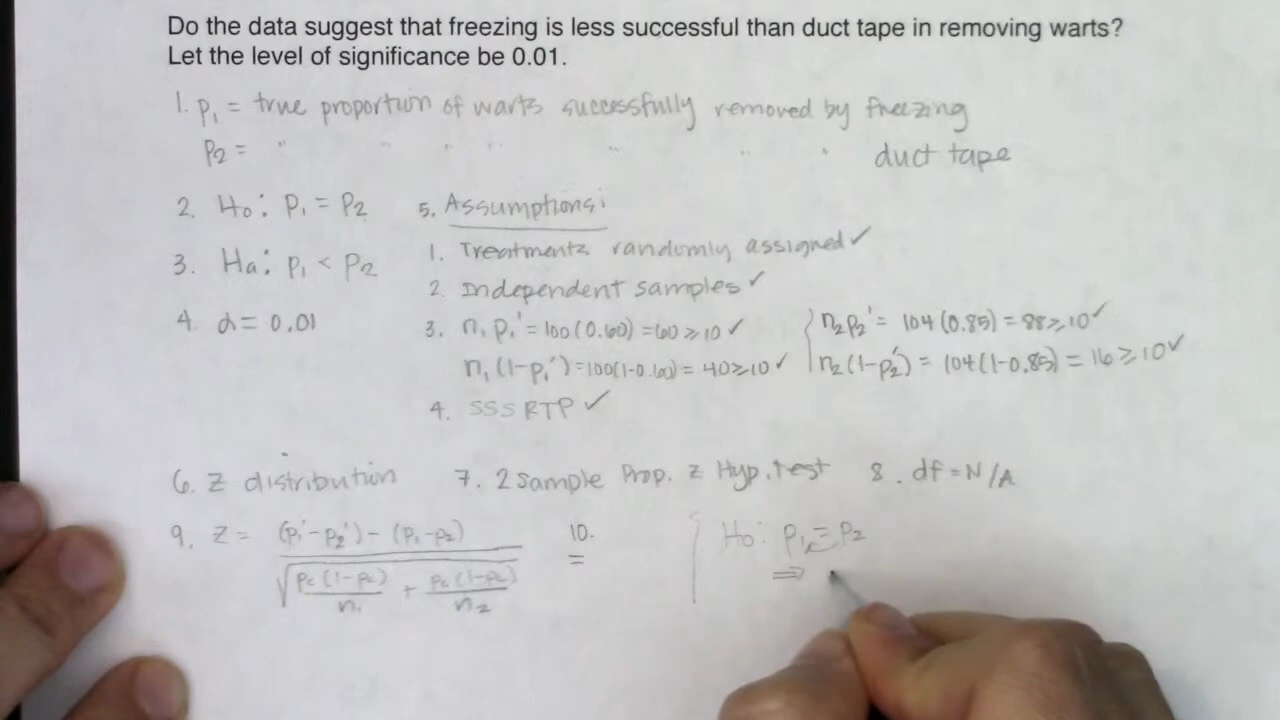 Do the data suggest that freezing is less successful than duct tape in removing warts?
Let the level of significance be 0.01.
1. p₁ = true proportion of warts successfully removed by freezing
p₂ = " " " " " " " duct tape
2. Ho: p₁ = p₂
3. Ha: p₁ < p₂
4. α = 0.01
5. Assumptions:
1. Treatments randomly assigned ✓
2. Independent samples ✓
3. n₁p₁' = 100(0.60) = 60 ≥ 10 ✓
n₁(1-p₁') = 100(1-0.60) = 40 ≥ 10 ✓
n₂p₂' = 104(0.85) = 88 ≥ 10 ✓
n₂(1-p₂') = 104(1-0.85) = 16 ≥ 10 ✓
4. SSSRTP ✓
6. Z distribution 7. 2 Sample Prop. z Hyp. test 8. df = N/A
9. Z = (p₁'-p₂') - (p₁-p₂)
√ pc(1-pc) + pc(1-pc)
n₁ n₂
10.
=
Ho: p₁ = p₂
⇒